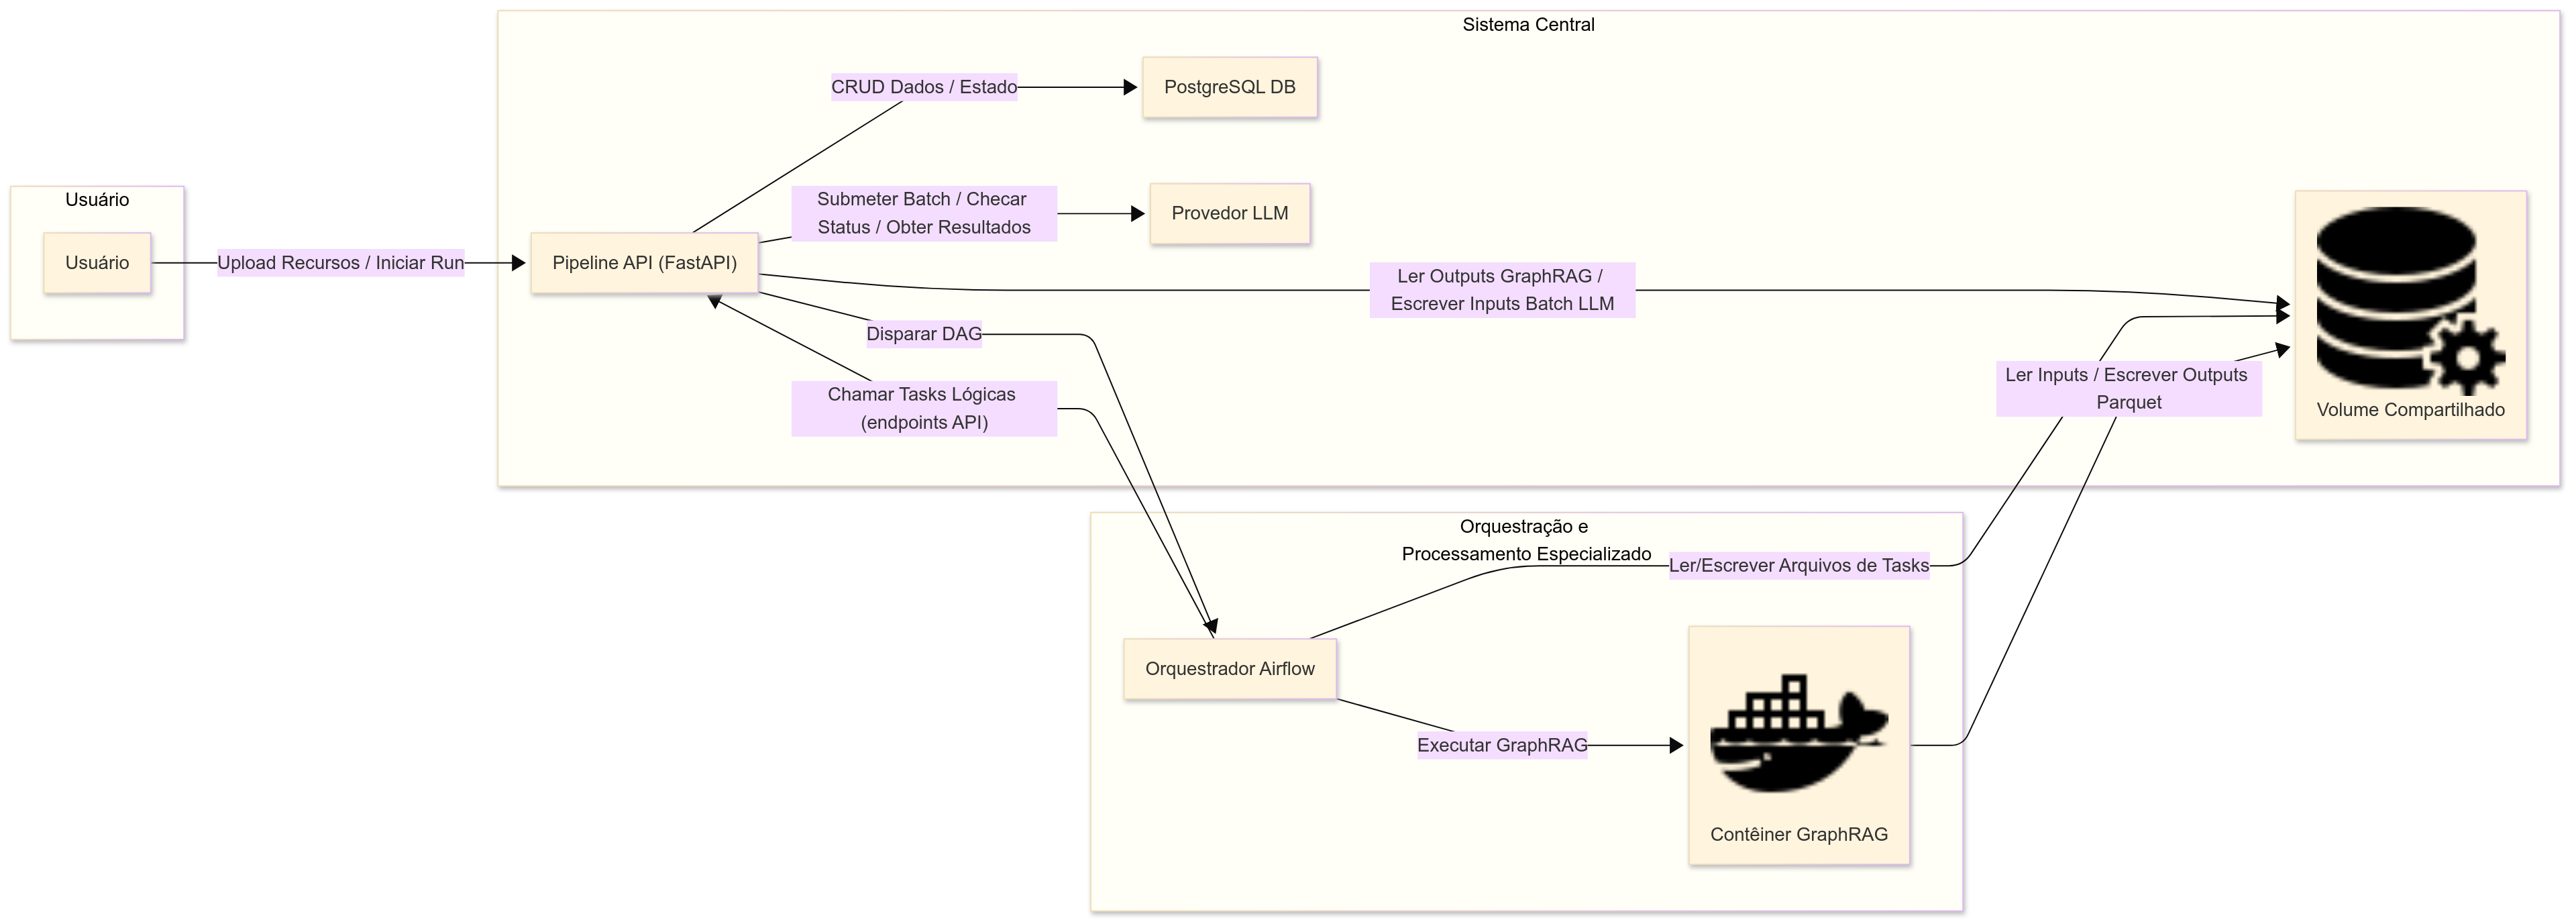 Sistema Central
CRUD Dados / Estado
PostgreSQL DB
Usuário
Submeter Batch / Checar
Status / Obter Resultados
Provedor LLM
Usuário
Upload Recursos / Iniciar Run
Pipeline API (FastAPI)
Ler Outputs GraphRAG /
Escrever Inputs Batch LLM
Disparar DAG
Chamar Tasks Lógicas
(endpoints API)
Ler Inputs / Escrever Outputs
Parquet
Volume Compartilhado
Orquestração e
Processamento Especializado
Ler/Escrever Arquivos de Tasks
Orquestrador Airflow
Executar GraphRAG
Contêiner GraphRAG